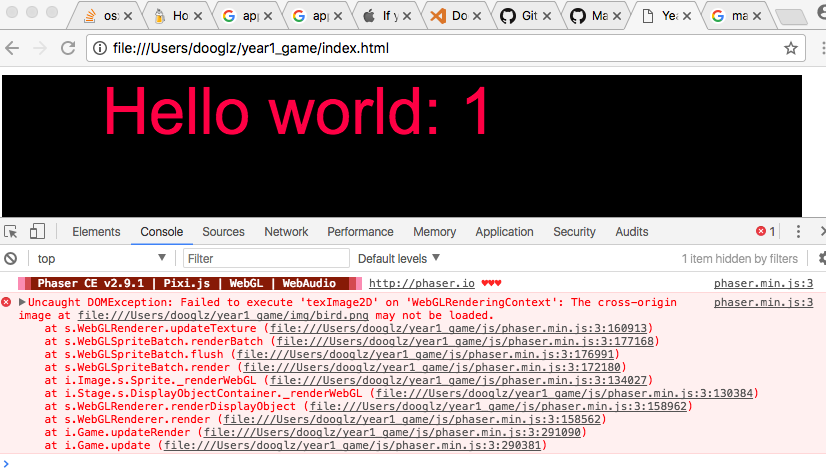 os: Ho app app If y Do Git Ma Yea ma
file:///Users/dooglz/year1_game/index.html
Hello world: 1
Elements Console Sources Network Performance Memory Application Security Audits 1
top Filter Default levels 1 item hidden by filters
Phaser CE v2.9.1 | Pixi.js | WebGL | WebAudio http://phaser.io ♥♥♥ phaser.min.js:3
Uncaught DOMException: Failed to execute 'texImage2D' on 'WebGLRenderingContext': The cross-origin phaser.min.js:3
image at file:///Users/dooglz/year1_game/img/bird.png may not be loaded.
at s.WebGLRenderer.updateTexture (file:///Users/dooglz/year1_game/js/phaser.min.js:3:160913)
at s.WebGLSpriteBatch.renderBatch (file:///Users/dooglz/year1_game/js/phaser.min.js:3:177168)
at s.WebGLSpriteBatch.flush (file:///Users/dooglz/year1_game/js/phaser.min.js:3:176991)
at s.WebGLSpriteBatch.render (file:///Users/dooglz/year1_game/js/phaser.min.js:3:172180)
at i.Image.s.Sprite._renderWebGL (file:///Users/dooglz/year1_game/js/phaser.min.js:3:134027)
at i.Stage.s.DisplayObjectContainer._renderWebGL (file:///Users/dooglz/year1_game/js/phaser.min.js:3:130384)
at s.WebGLRenderer.renderDisplayObject (file:///Users/dooglz/year1_game/js/phaser.min.js:3:158962)
at s.WebGLRenderer.render (file:///Users/dooglz/year1_game/js/phaser.min.js:3:158562)
at i.Game.updateRender (file:///Users/dooglz/year1_game/js/phaser.min.js:3:291090)
at i.Game.update (file:///Users/dooglz/year1_game/js/phaser.min.js:3:290381)